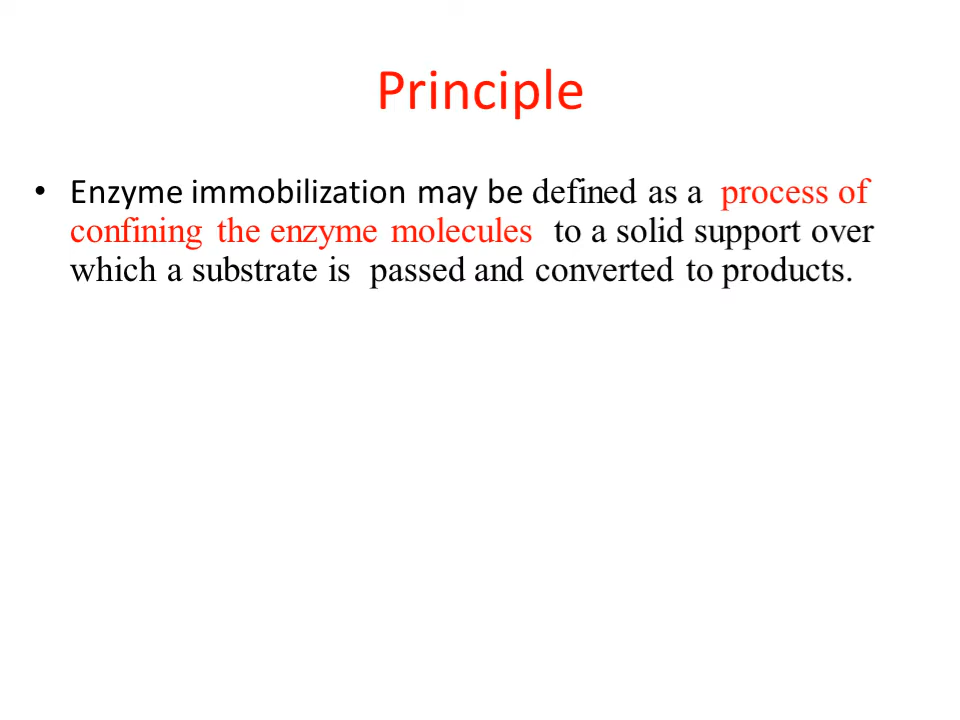 Principle
• Enzyme immobilization may be defined as a process of
confining the enzyme molecules to a solid support over
which a substrate is passed and converted to products.